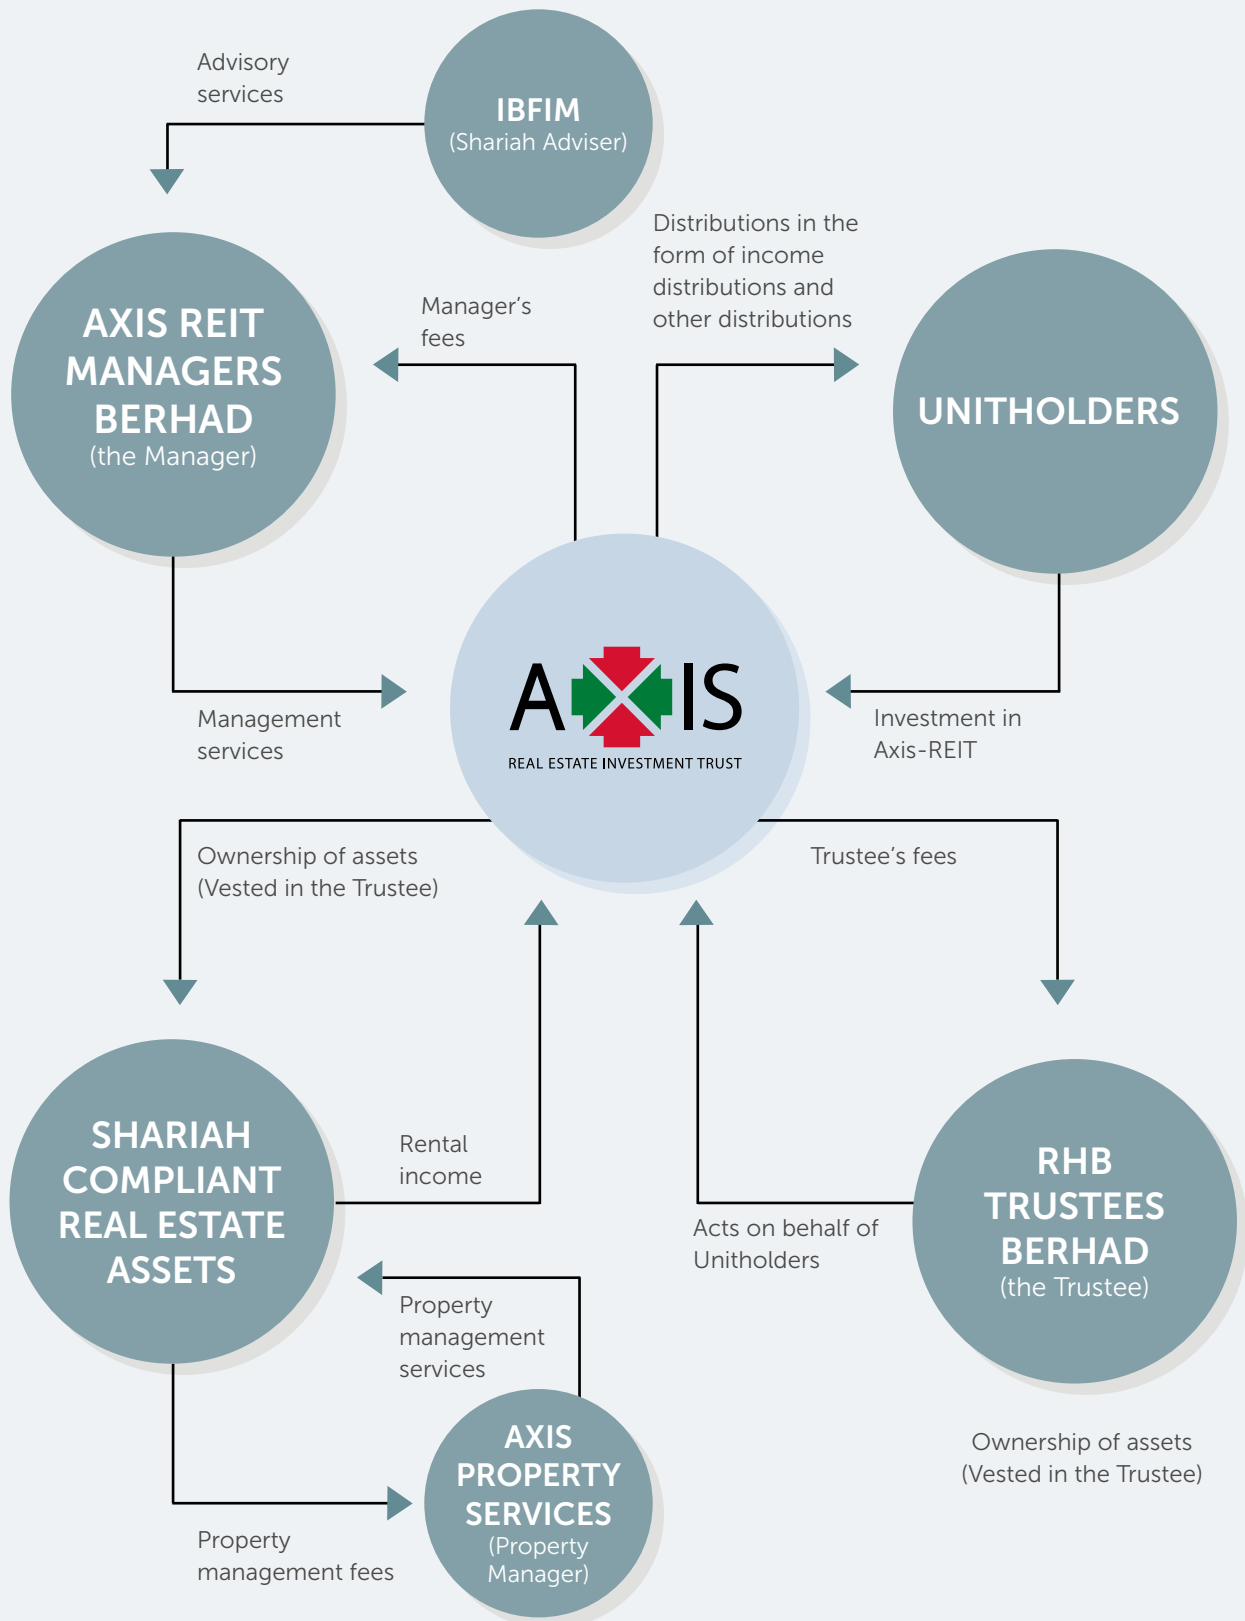 Advisory
services
IBFIM
(Shariah Adviser)
AXIS REIT
MANAGERS
BERHAD
(the Manager)
Manager's
fees
Distributions in the
form of income
distributions and
other distributions
UNITHOLDERS
Management
services
AXIS
REAL ESTATE INVESTMENT TRUST
Investment in
Axis-REIT
Ownership of assets
(Vested in the Trustee)
Trustee's fees
SHARIAH
COMPLIANT
REAL ESTATE
ASSETS
Rental
income
Acts on behalf of
Unitholders
RHB
TRUSTEES
BERHAD
(the Trustee)
Property
management
services
AXIS
PROPERTY
SERVICES
(Property
Manager)
Ownership of assets
(Vested in the Trustee)
Property
management fees